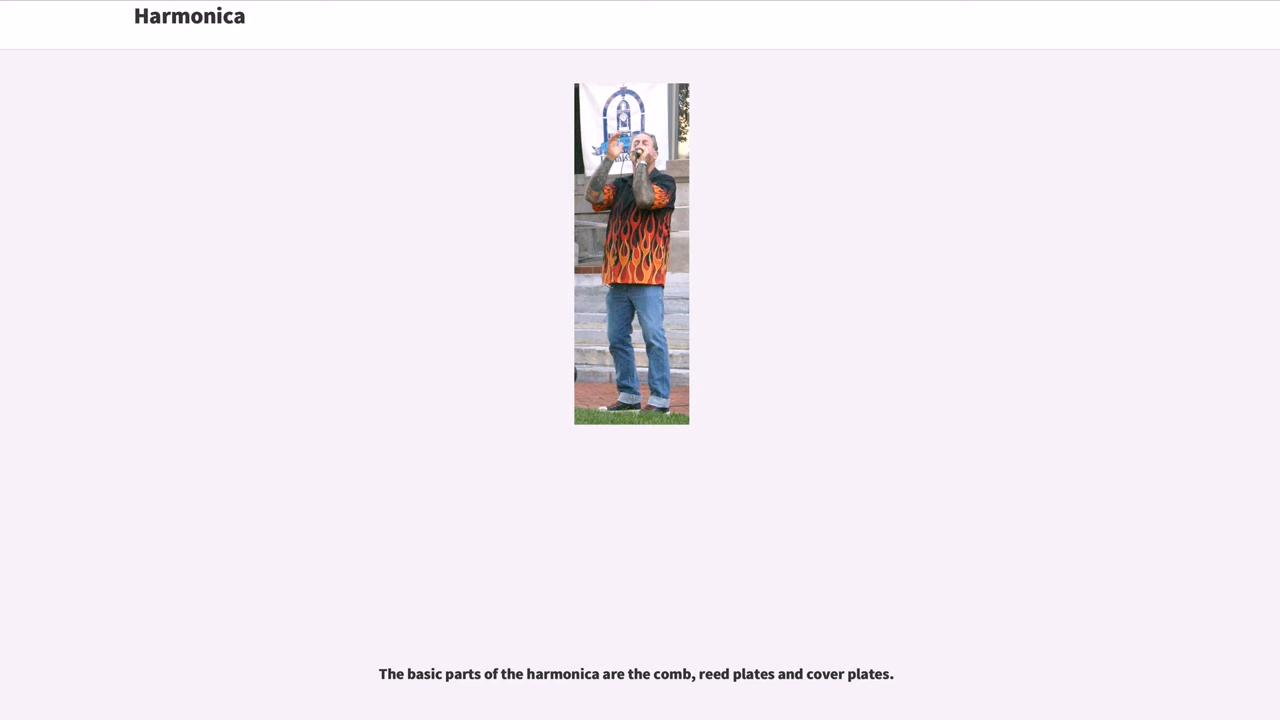 Harmonica
The basic parts of the harmonica are the comb, reed plates and cover plates.